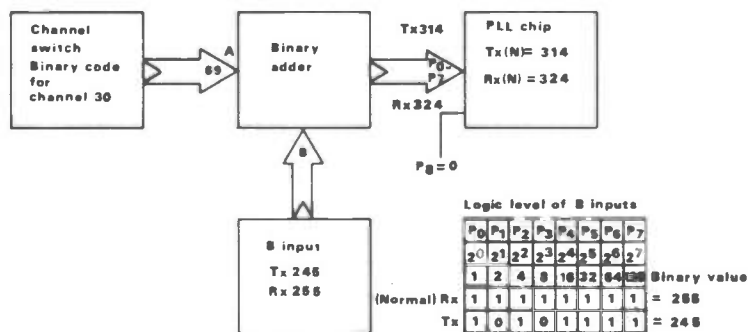 Channel
switch
Binary code
for
channel 30
69
A
Binary
adder
Tx314
P0-
P7
Rx324
PLL chip
Tx(N)= 314
Rx(N) = 324
P8=0
B
B input
Tx 245
Rx 255
Logic level of B inputs
P0 P1 P2 P3 P4 P5 P6 P7
2^0 2^1 2^2 2^3 2^4 2^5 2^6 2^7
1 2 4 8 16 32 64 Binary value
(Normal) Rx 1 1 1 1 1 1 1 1 = 255
Tx 1 0 1 0 1 1 1 1 = 245